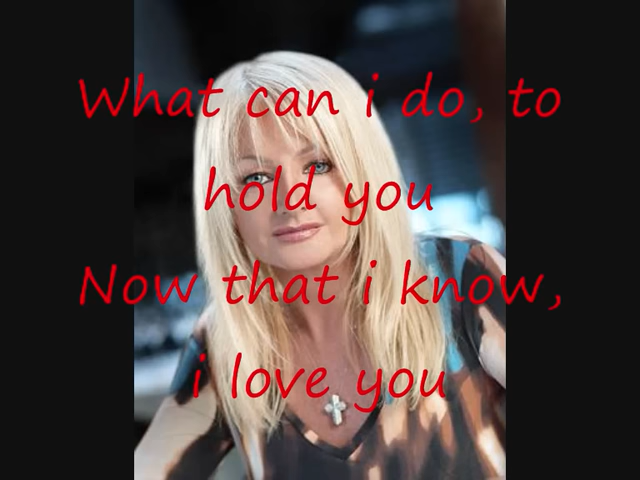 What can i do, to
hold you
Now that i know,
i love you